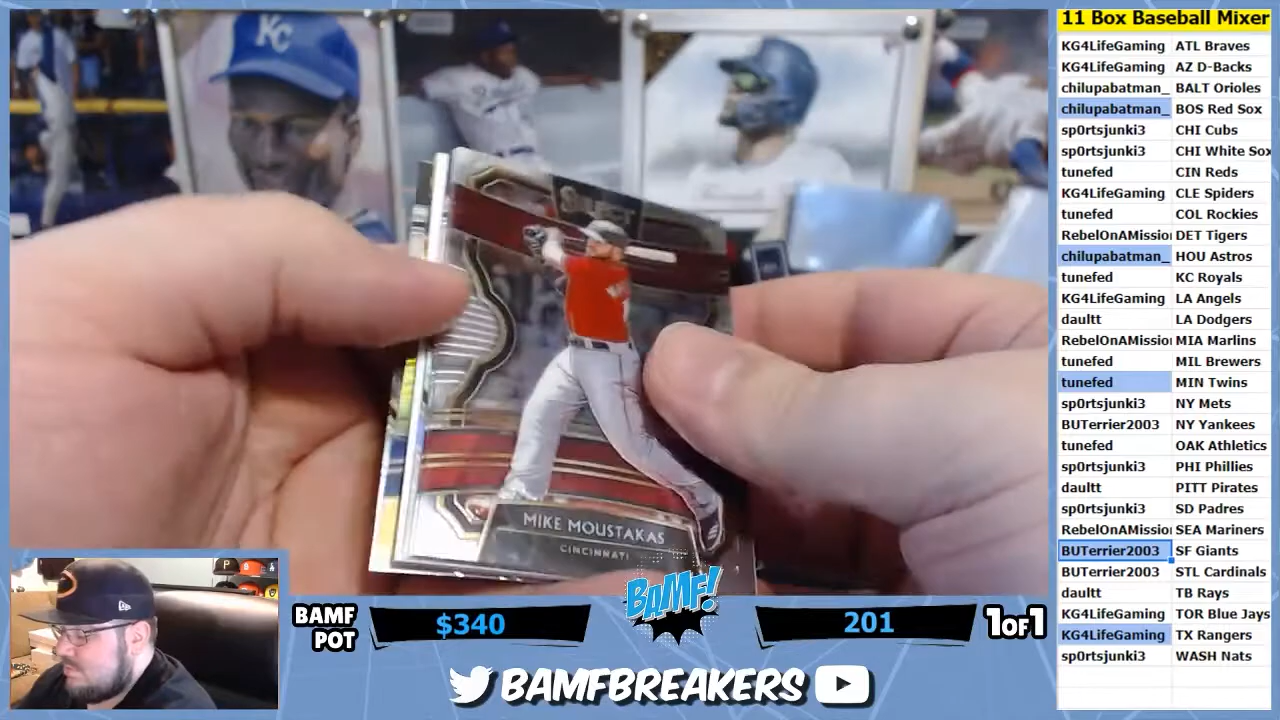 11 Box Baseball Mixer
KG4LifeGaming ATL Braves
KG4LifeGaming AZ D-Backs
chilupabatman_ BALT Orioles
chilupabatman_ BOS Red Sox
sp0rtsjunki3 CHI Cubs
sp0rtsjunki3 CHI White Sox
tunefed CIN Reds
KG4LifeGaming CLE Spiders
tunefed COL Rockies
RebelOnAMissio DET Tigers
chilupabatman_ HOU Astros
tunefed KC Royals
KG4LifeGaming LA Angels
daultt LA Dodgers
RebelOnAMissio MIA Marlins
tunefed MIL Brewers
tunefed MIN Twins
sp0rtsjunki3 NY Mets
BUTerrier2003 NY Yankees
tunefed OAK Athletics
sp0rtsjunki3 PHI Phillies
daultt PITT Pirates
sp0rtsjunki3 SD Padres
RebelOnAMissio SEA Mariners
BUTerrier2003 SF Giants
BUTerrier2003 STL Cardinals
daultt TB Rays
KG4LifeGaming TOR Blue Jays
KG4LifeGaming TX Rangers
sp0rtsjunki3 WASH Nats
KC
SELECT
MIKE MOUSTAKAS
CINCINNATI
BAMF!
BAMF
POT
$340
201
1OF1
BAMFBREAKERS